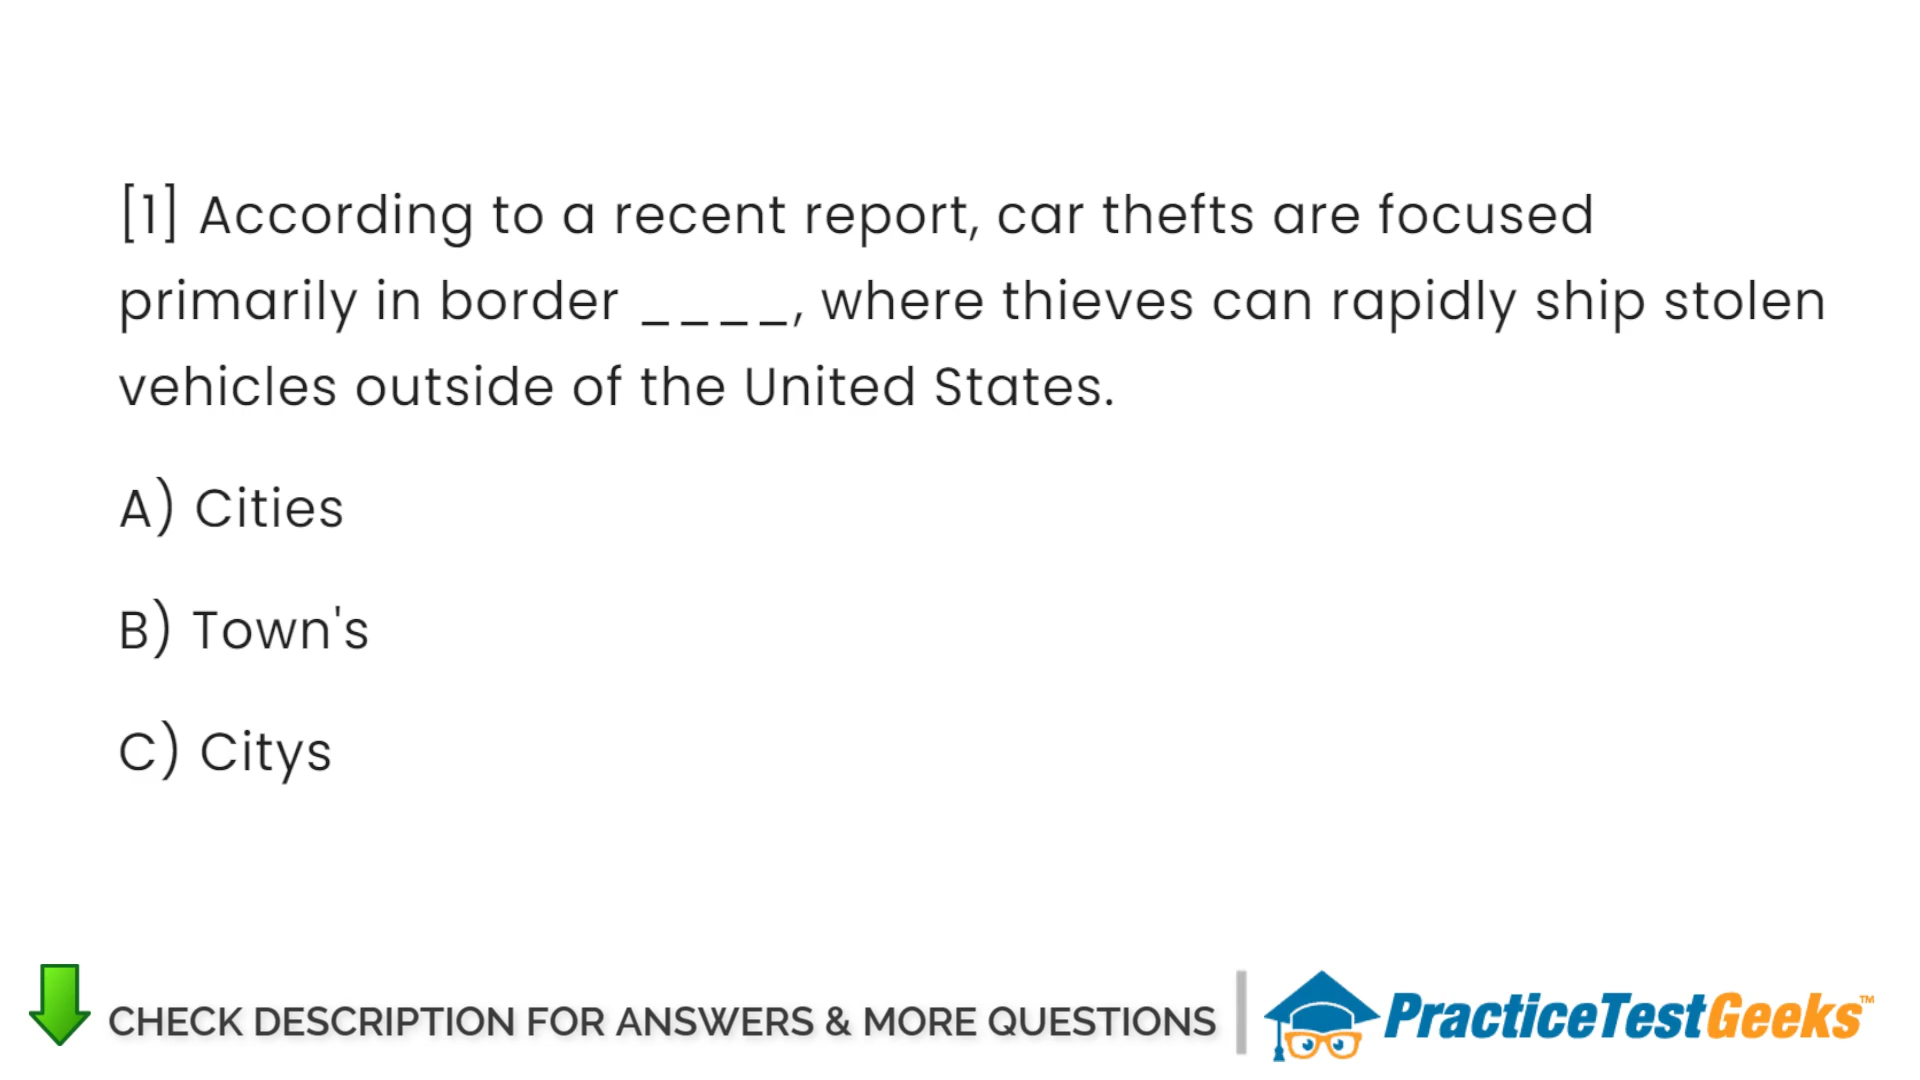 [1] According to a recent report, car thefts are focused
primarily in border _ _ _ _, where thieves can rapidly ship stolen
vehicles outside of the United States.
A) Cities
B) Town's
C) Citys
CHECK DESCRIPTION FOR ANSWERS & MORE QUESTIONS
PracticeTestGeeks™